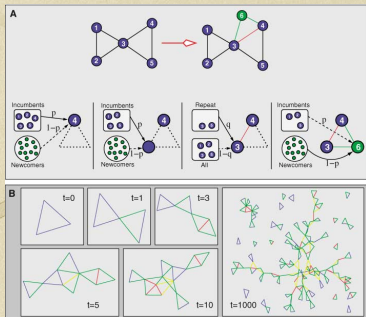 A
1
4
3
2
5
6
1
4
3
2
5
Incumbents
p
4
1-p
Newcomers
Incumbents
p
1-p
Newcomers
Repeat
q
4
3
All
1-q
Incumbents
p
4
3
6
Newcomers
1-p
B
t=0
t=1
t=3
t=5
t=10
t=1000